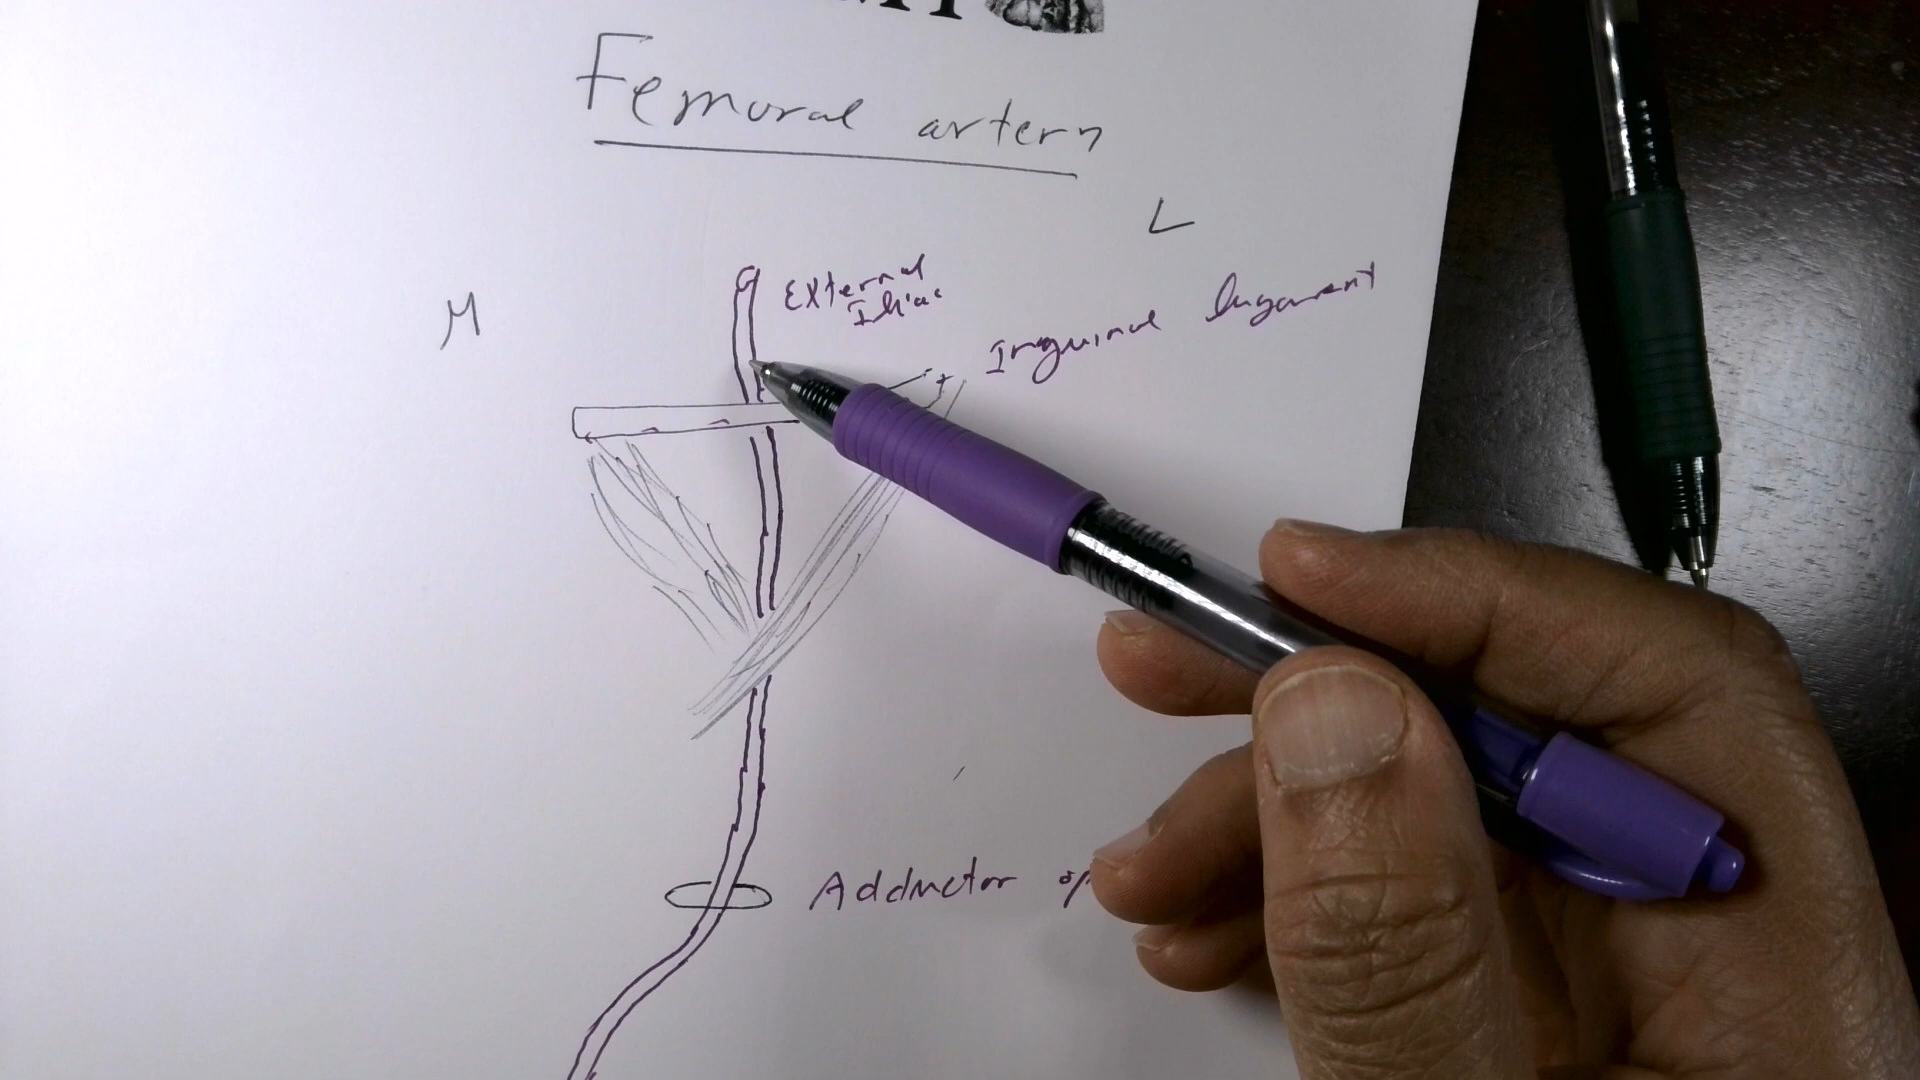 Femoral artery
L
M
External
Iliac
Inguinal ligament
Adductor